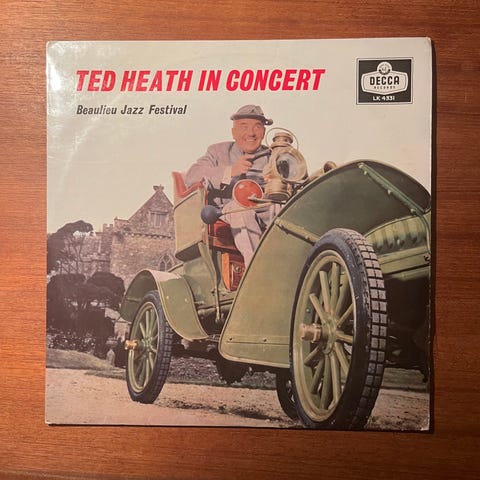 TED HEATH IN CONCERT
Beaulieu Jazz Festival
DECCA
RECORDS
LK 4331